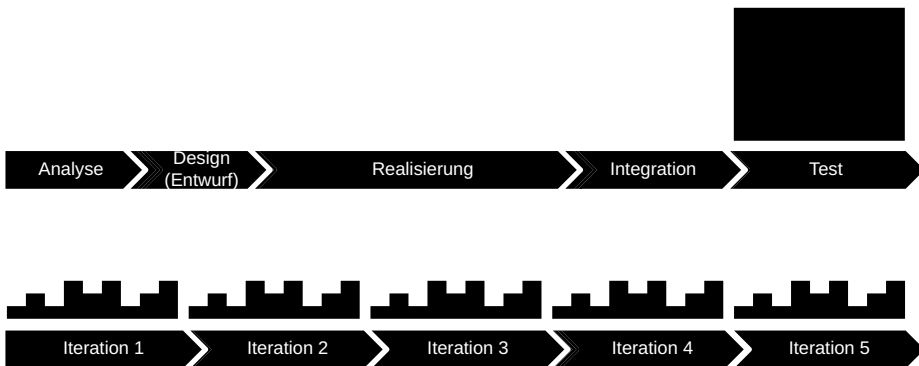 Analyse
Design
(Entwurf)
Realisierung
Integration
Test
Iteration 1
Iteration 2
Iteration 3
Iteration 4
Iteration 5